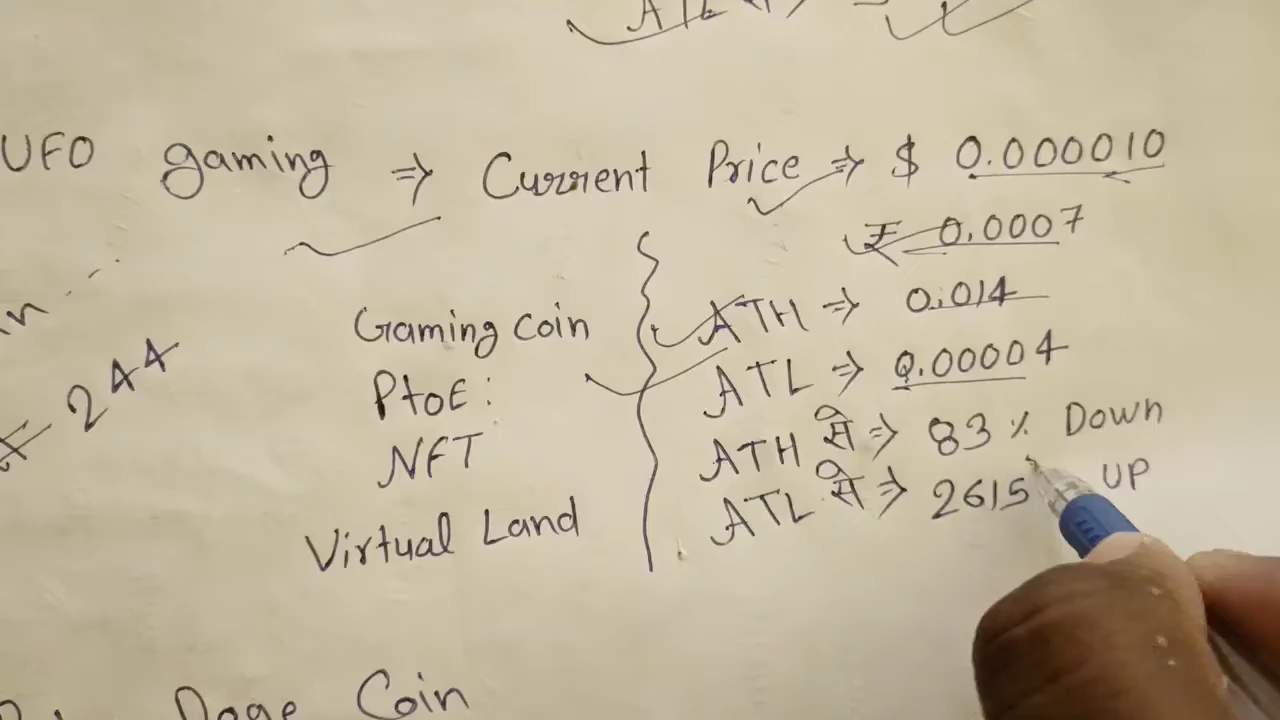 UFO gaming ⇒ Current Price ⇒ $ 0.000010
₹ 0.0007
Gaming coin
PtoE:
NFT
Virtual Land
ATH ⇒ 0.014
ATL ⇒ 0.00004
ATH से ⇒ 83% Down
ATL से ⇒ 2615 UP
244
Doge Coin